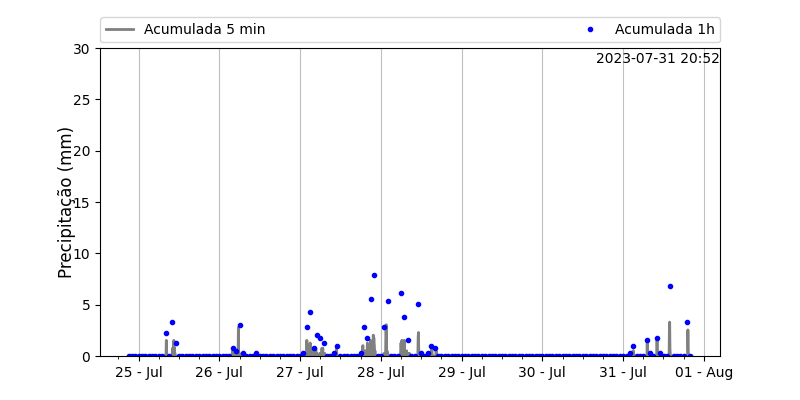 Acumulada 5 min
Acumulada 1h
2023-07-31 20:52
Precipitação (mm)
30
25
20
15
10
5
0
25 - Jul
26 - Jul
27 - Jul
28 - Jul
29 - Jul
30 - Jul
31 - Jul
01 - Aug